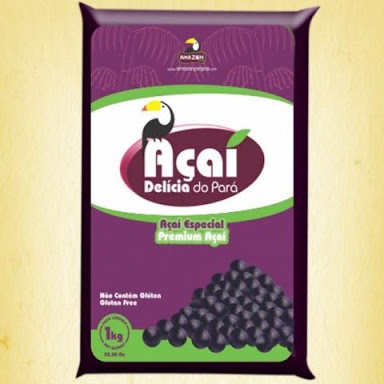 AMAZON
Açaí
Delícia do Pará
Açaí Especial
Premium Açaí
Não Contém Glúten
Gluten Free
1kg